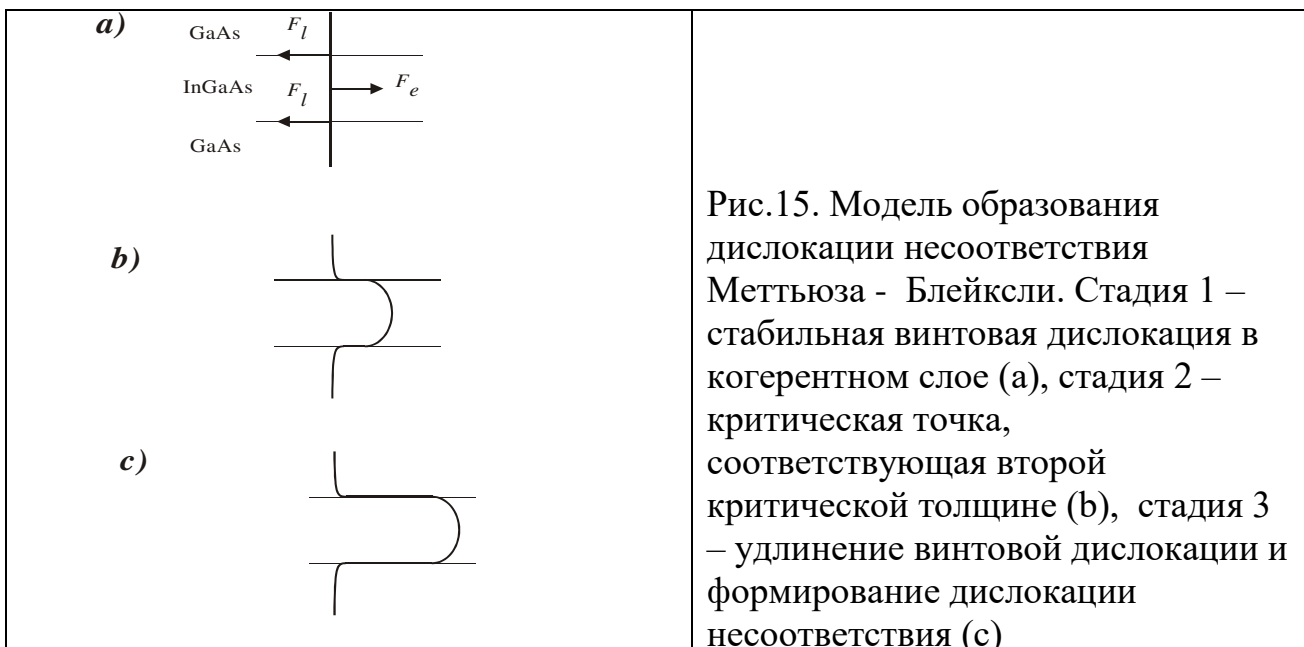 a)
GaAs
F_l
InGaAs
F_l
F_e
GaAs
b)
c)
Рис.15. Модель образования
дислокации несоответствия
Меттьюза - Блейксли. Стадия 1 –
стабильная винтовая дислокация в
когерентном слое (a), стадия 2 –
критическая точка,
соответствующая второй
критической толщине (b), стадия 3
– удлинение винтовой дислокации и
формирование дислокации
несоответствия (c)